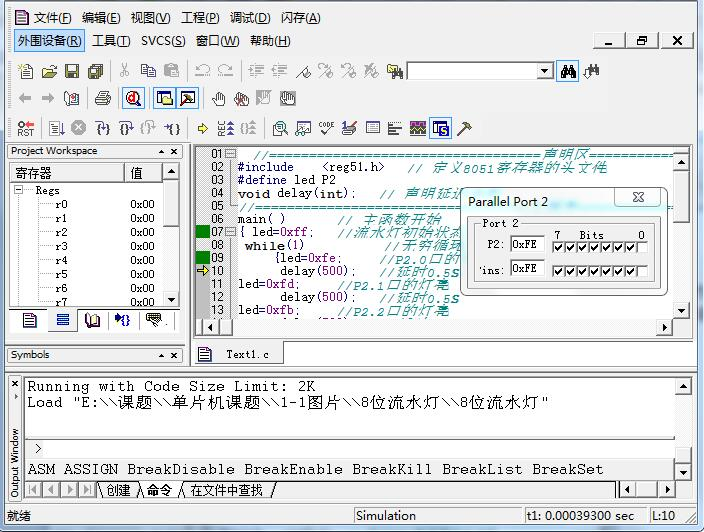 文件(F) 编辑(E) 视图(V) 工程(P) 调试(D) 闪存(A)
外围设备(R) 工具(T) SVCS(S) 窗口(W) 帮助(H)
RST
CODE
Project Workspace
寄存器 值
Regs
r0 0x00
r1 0x00
r2 0x00
r3 0x00
r4 0x00
r5 0x00
r6 0x00
r7 0x00
Symbols
01 //==================================声明区============
02 #include <reg51.h> // 定义8051寄存器的头文件
03 #define led P2
04 void delay(int); // 声明延
05 //
06 main( ) // 主函数开始
07 { led=0xff; //流水灯初始状态
08 while(1) //无穷循环
09 {led=0xfe; //P2.0口的
10 delay(500); //延时0.5S
11 led=0xfd; //P2.1口的灯亮
12 delay(500); //延时0.5S
13 led=0xfb; //P2.2口的灯亮
Text1.c
Parallel Port 2
Port 2
7 Bits 0
P2: 0xFE
'ins: 0xFE
Output Window
Running with Code Size Limit: 2K
Load "E:\\课题\\单片机课题\\1-1图片\\8位流水灯\\8位流水灯"
>
ASM ASSIGN BreakDisable BreakEnable BreakKill BreakList BreakSet
创建 命令 在文件中查找
就绪 Simulation t1: 0.00039300 sec L:10